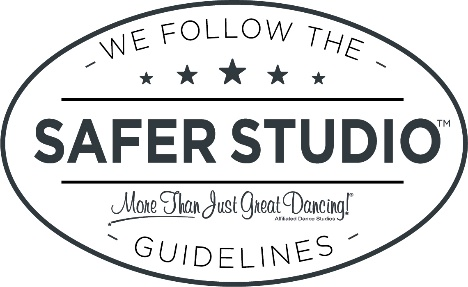 - WE FOLLOW THE -
SAFER STUDIO™
More Than Just Great Dancing!®
Affiliated Dance Studios
- GUIDELINES -